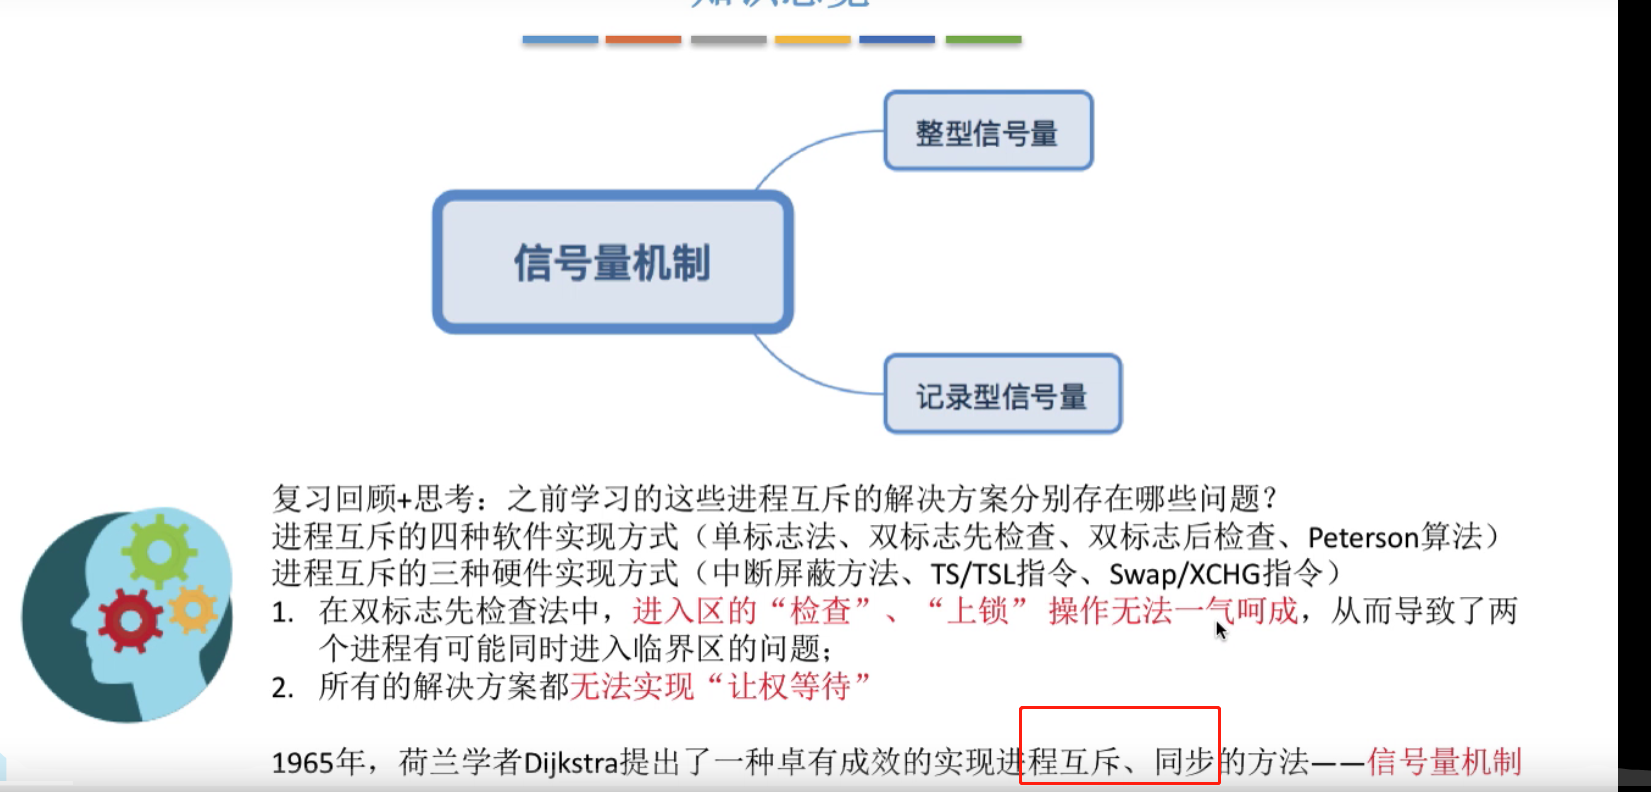 整型信号量
信号量机制
记录型信号量
复习回顾+思考：之前学习的这些进程互斥的解决方案分别存在哪些问题？
进程互斥的四种软件实现方式（单标志法、双标志先检查、双标志后检查、Peterson算法）
进程互斥的三种硬件实现方式（中断屏蔽方法、TS/TSL指令、Swap/XCHG指令）
1. 在双标志先检查法中，进入区的“检查”、“上锁” 操作无法一气呵成，从而导致了两
个进程有可能同时进入临界区的问题；
2. 所有的解决方案都无法实现“让权等待”
1965年，荷兰学者Dijkstra提出了一种卓有成效的实现进程互斥、同步的方法——信号量机制